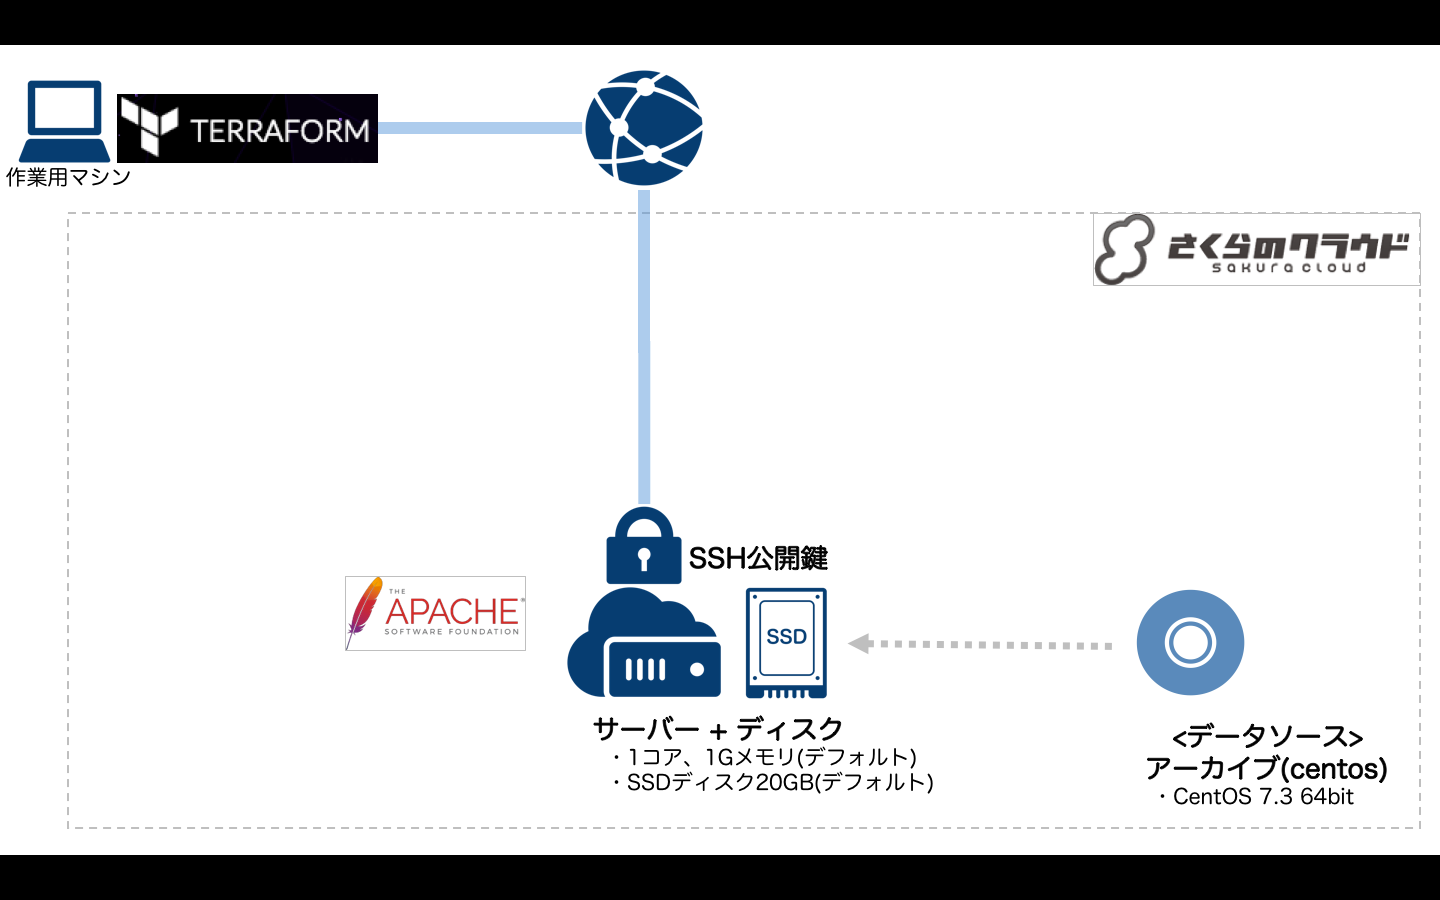 TERRAFORM
作業用マシン
さくらのクラウド
sakura cloud
SSH公開鍵
THE
APACHE®
SOFTWARE FOUNDATION
SSD
サーバー + ディスク
・1コア、1Gメモリ(デフォルト)
・SSDディスク20GB(デフォルト)
<データソース>
アーカイブ(centos)
・CentOS 7.3 64bit